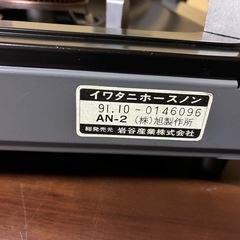 イワタニホースノン
91.10-0146096
AN-2 (株)旭製作所
総発売元 岩谷産業株式会社